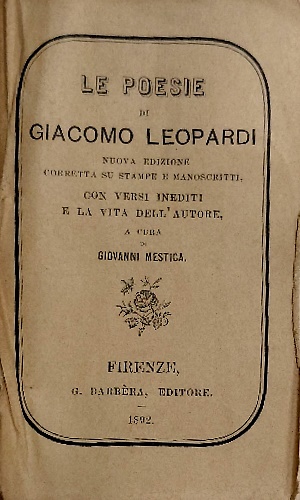 LE POESIE
DI
GIACOMO LEOPARDI
NUOVA EDIZIONE
CORRETTA SU STAMPE E MANOSCRITTI,
CON VERSI INEDITI
E LA VITA DELL'AUTORE,
A CURA
DI
GIOVANNI MESTICA.
FIRENZE,
G. BARBÈRA, EDITORE.
1892.